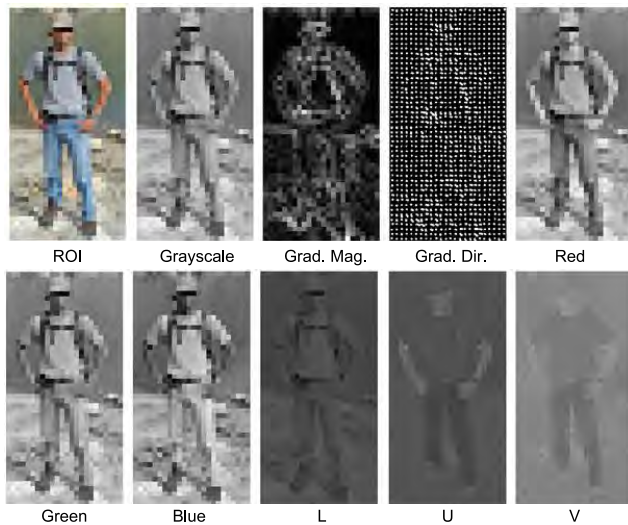 ROI
Grayscale
Grad. Mag.
Grad. Dir.
Red
Green
Blue
L
U
V